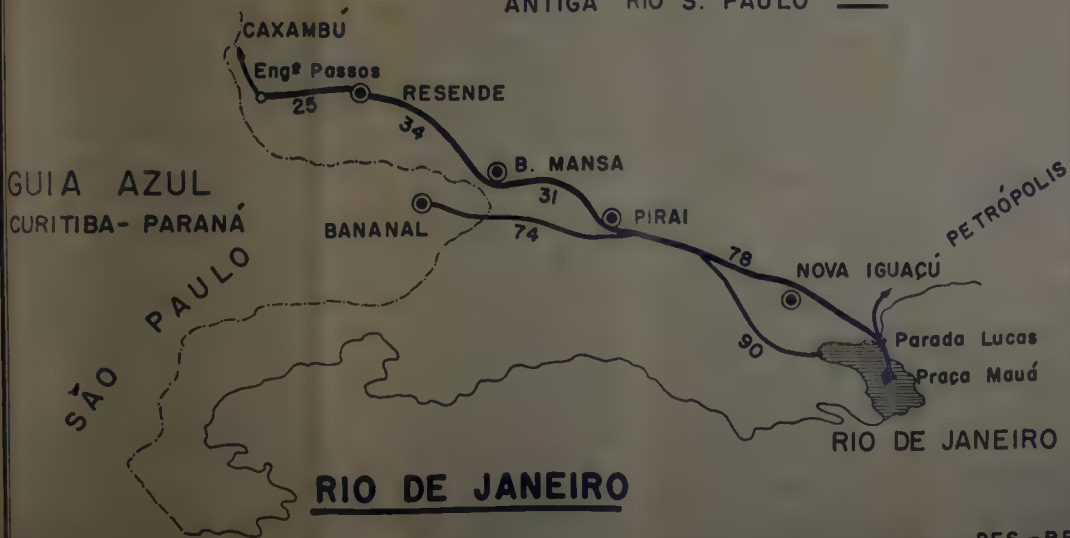 ANTIGA RIO S. PAULO
CAXAMBÚ
Engº Passos
25
RESENDE
34
B. MANSA
31
GUIA AZUL
CURITIBA - PARANÁ
BANANAL
74
PIRAI
PETRÓPOLIS
78
NOVA IGUAÇÚ
SÃO PAULO
90
Parada Lucas
Praça Mauá
RIO DE JANEIRO
RIO DE JANEIRO